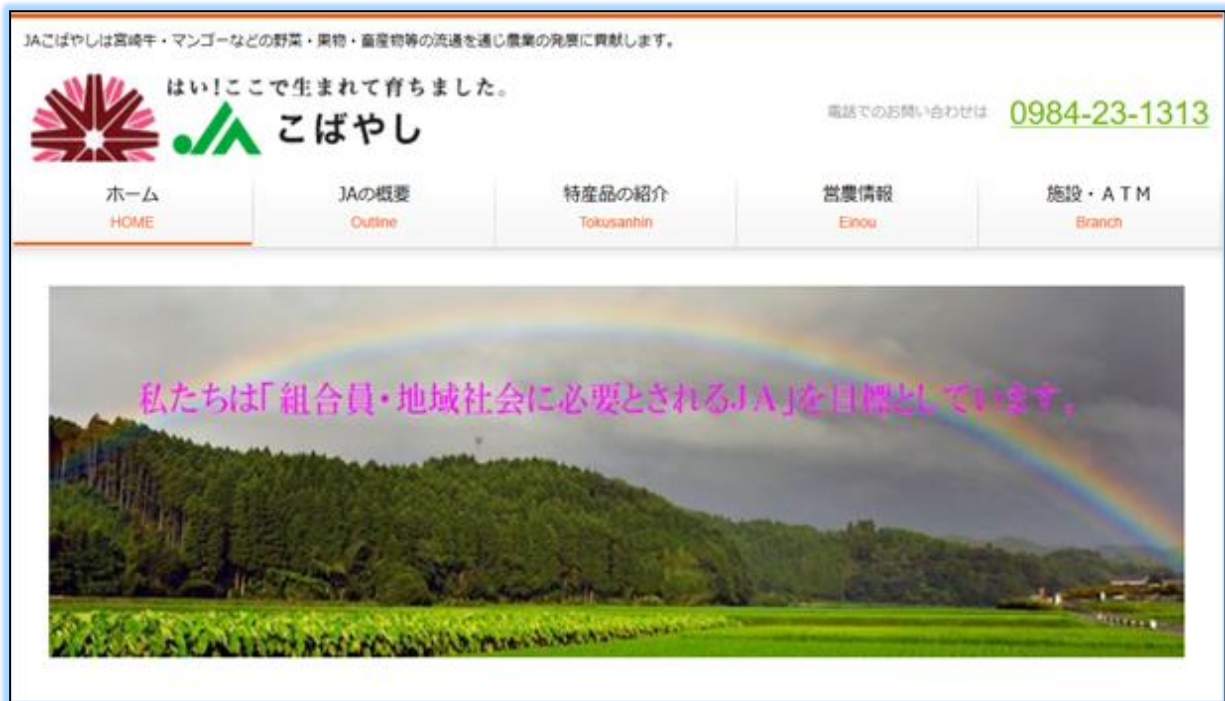 JAこばやしは宮崎牛・マンゴーなどの野菜・果物・畜産物等の流通を通じ農業の発展に貢献します。
はい!ここで生まれて育ちました。
JA こばやし
電話でのお問い合わせは 0984-23-1313
ホーム JAの概要 特産品の紹介 営農情報 施設・ATM
HOME Outline Tokusanhin Einou Branch
私たちは「組合員・地域社会に必要とされるJA」を目標としています。